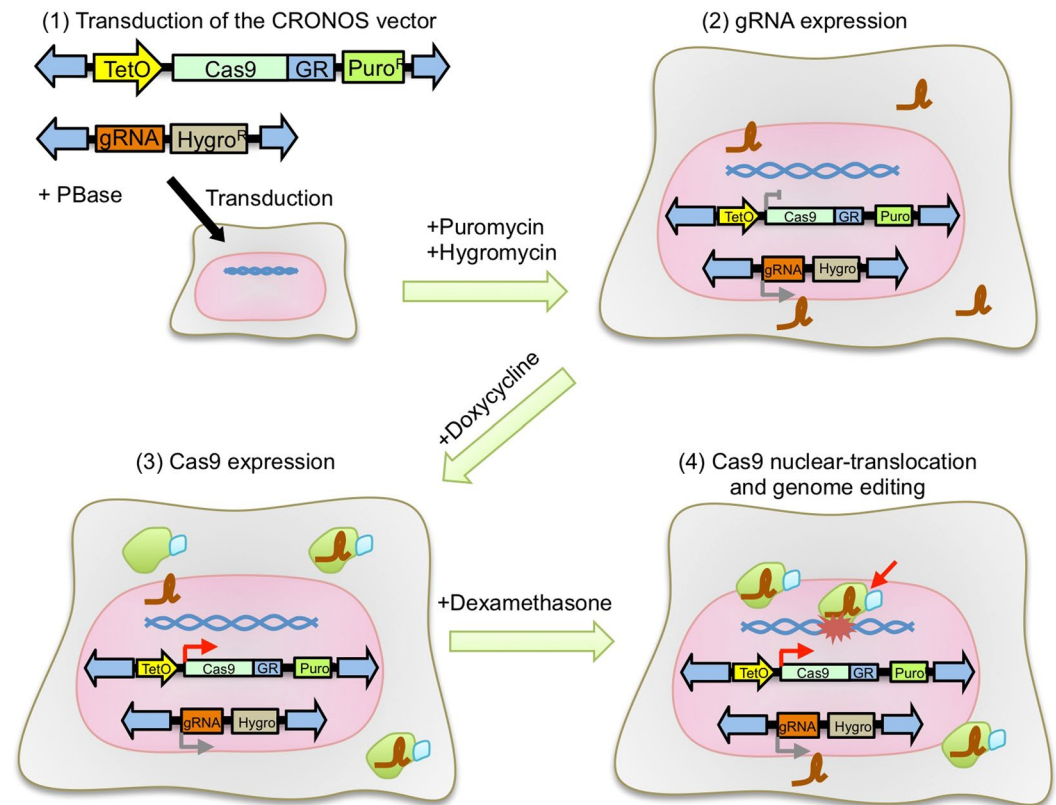 (1) Transduction of the CRONOS vector
TetO Cas9 GR Puro^R
gRNA Hygro^R
+ PBase
Transduction
+Puromycin
+Hygromycin
(2) gRNA expression
TetO Cas9 GR Puro
gRNA Hygro
+Doxycycline
(3) Cas9 expression
TetO Cas9 GR Puro
gRNA Hygro
+Dexamethasone
(4) Cas9 nuclear-translocation
and genome editing
TetO Cas9 GR Puro
gRNA Hygro